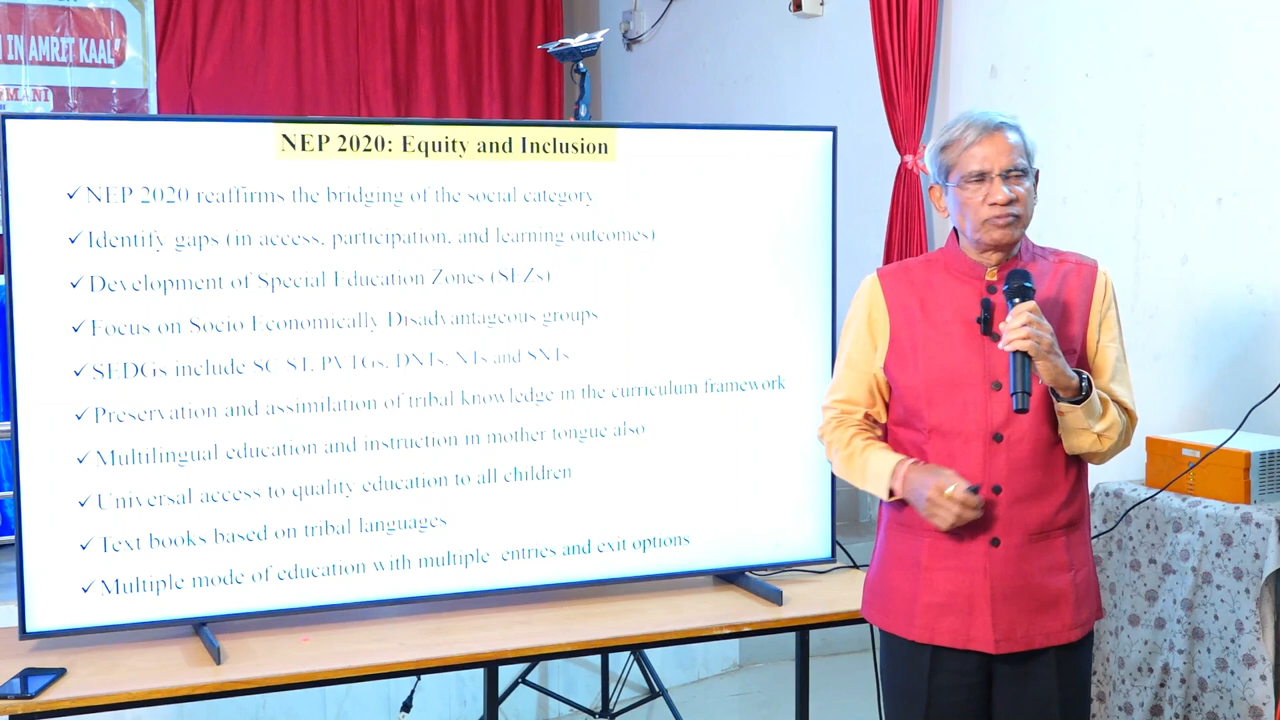 IN AMRIT KAAL"
MANI
NEP 2020: Equity and Inclusion
✓ NEP 2020 reaffirms the bridging of the social category
✓ Identify gaps (in access, participation, and learning outcomes)
✓ Development of Special Education Zones (SEZs)
✓ Focus on Socio Economically Disadvantageous groups
✓ SEDGs include SC ST, PVTGs, DNTs, NTs and SNTs
✓ Preservation and assimilation of tribal knowledge in the curriculum framework
✓ Multilingual education and instruction in mother tongue also
✓ Universal access to quality education to all children
✓ Text books based on tribal languages
✓ Multiple mode of education with multiple entries and exit options